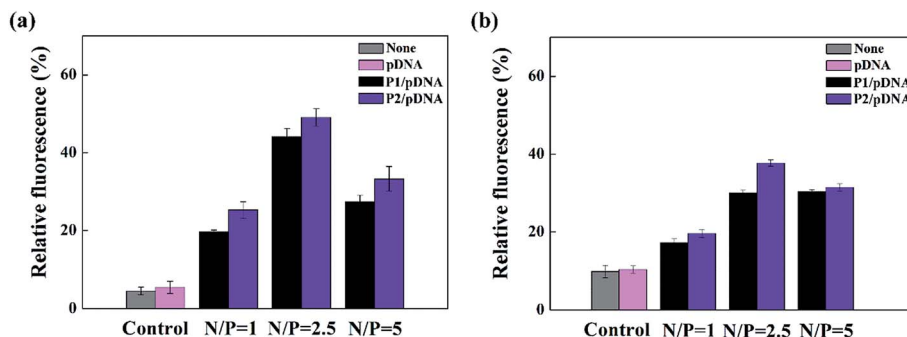 (a)
Relative fluorescence (%)
60
40
20
0
None
pDNA
P1/pDNA
P2/pDNA
Control N/P=1 N/P=2.5 N/P=5
(b)
Relative fluorescence (%)
60
40
20
0
None
pDNA
P1/pDNA
P2/pDNA
Control N/P=1 N/P=2.5 N/P=5